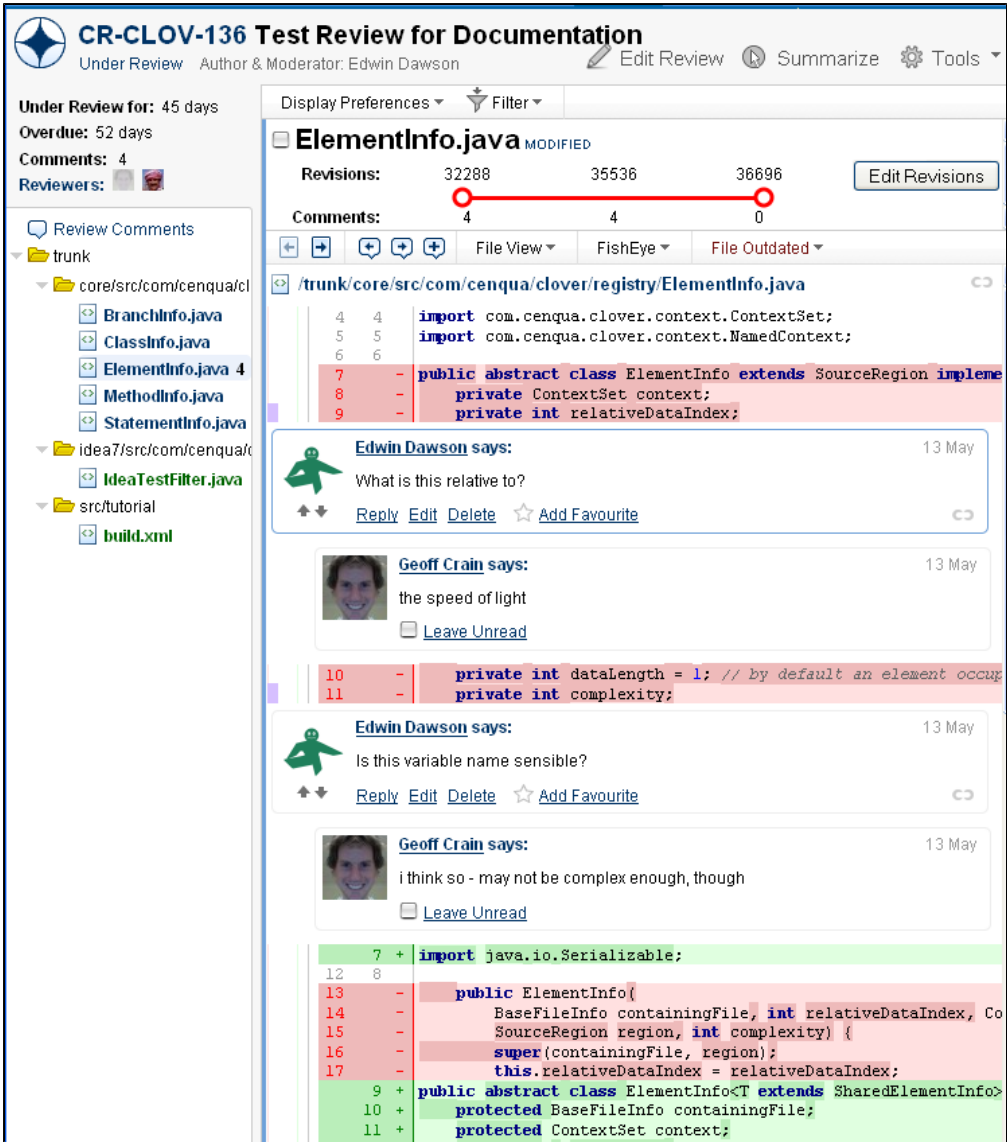 CR-CLOV-136 Test Review for Documentation
Under Review Author & Moderator: Edwin Dawson
Edit Review Summarize Tools
Under Review for: 45 days
Overdue: 52 days
Comments: 4
Reviewers:
Review Comments
trunk
core/src/com/cenqua/cl
BranchInfo.java
ClassInfo.java
ElementInfo.java 4
MethodInfo.java
StatementInfo.java
idea7/src/com/cenqua/c
IdeaTestFilter.java
src/tutorial
build.xml
Display Preferences Filter
ElementInfo.java MODIFIED
Revisions: 32288 35536 36696 Edit Revisions
Comments: 4 4 0
File View FishEye File Outdated
/trunk/core/src/com/cenqua/clover/registry/ElementInfo.java
4 4 import com.cenqua.clover.context.ContextSet;
5 5 import com.cenqua.clover.context.NamedContext;
6 6
7 - public abstract class ElementInfo extends SourceRegion impleme
8 - private ContextSet context;
9 - private int relativeDataIndex;
Edwin Dawson says: 13 May
What is this relative to?
Reply Edit Delete Add Favourite
Geoff Crain says: 13 May
the speed of light
Leave Unread
10 - private int dataLength = 1; // by default an element occup
11 - private int complexity;
Edwin Dawson says: 13 May
Is this variable name sensible?
Reply Edit Delete Add Favourite
Geoff Crain says: 13 May
i think so - may not be complex enough, though
Leave Unread
7 + import java.io.Serializable;
12 8
13 - public ElementInfo(
14 - BaseFileInfo containingFile, int relativeDataIndex, Co
15 - SourceRegion region, int complexity) {
16 - super(containingFile, region);
17 - this.relativeDataIndex = relativeDataIndex;
9 + public abstract class ElementInfo<T extends SharedElementInfo>
10 + protected BaseFileInfo containingFile;
11 + protected ContextSet context;